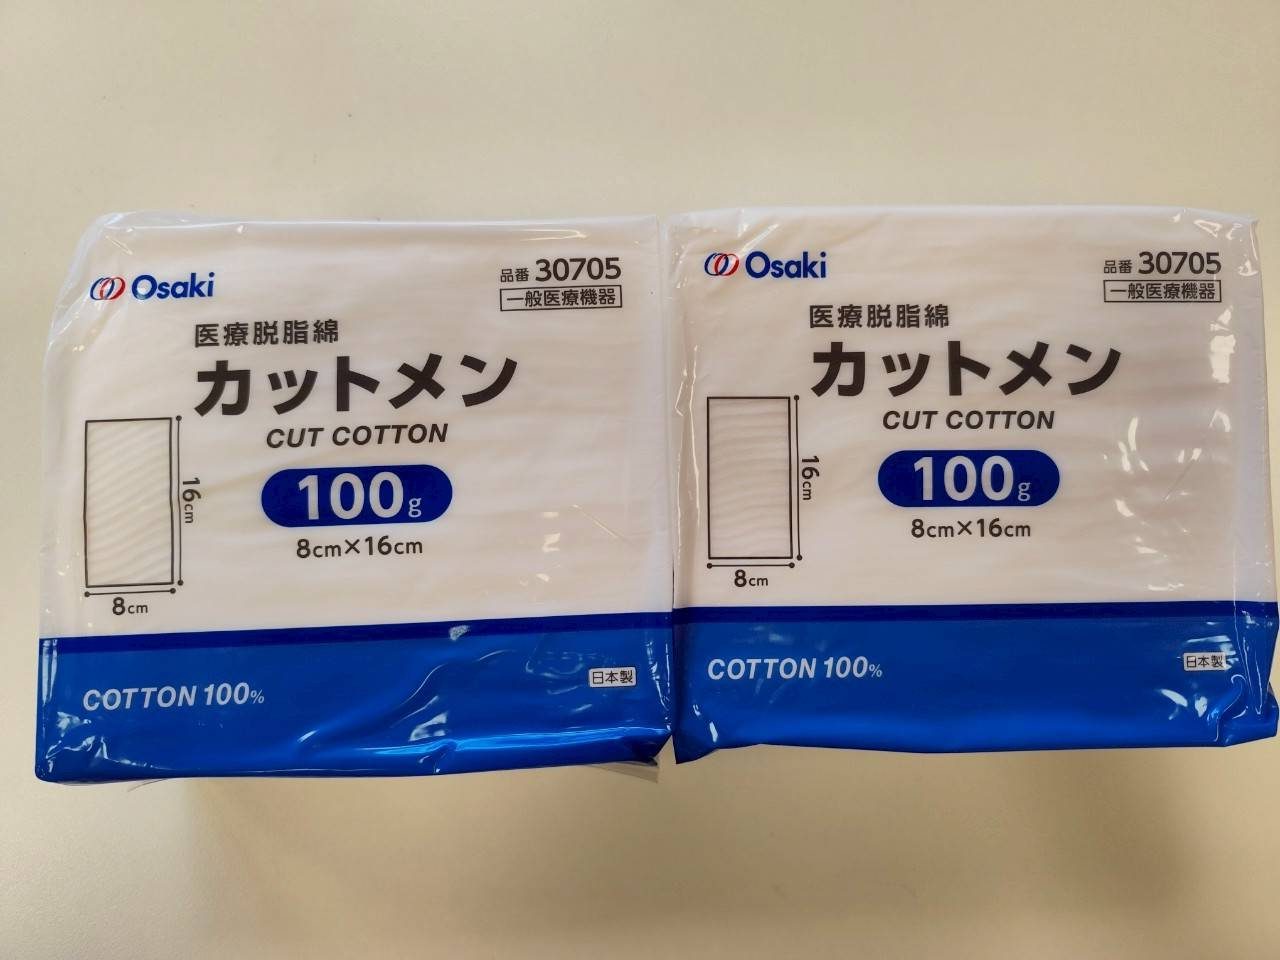 Osaki
品番 30705
一般医療機器
医療脱脂綿
カットメン
CUT COTTON
16cm
100g
8cm×16cm
8cm
COTTON 100%
日本製
Osaki
品番 30705
一般医療機器
医療脱脂綿
カットメン
CUT COTTON
16cm
100g
8cm×16cm
8cm
COTTON 100%
日本製